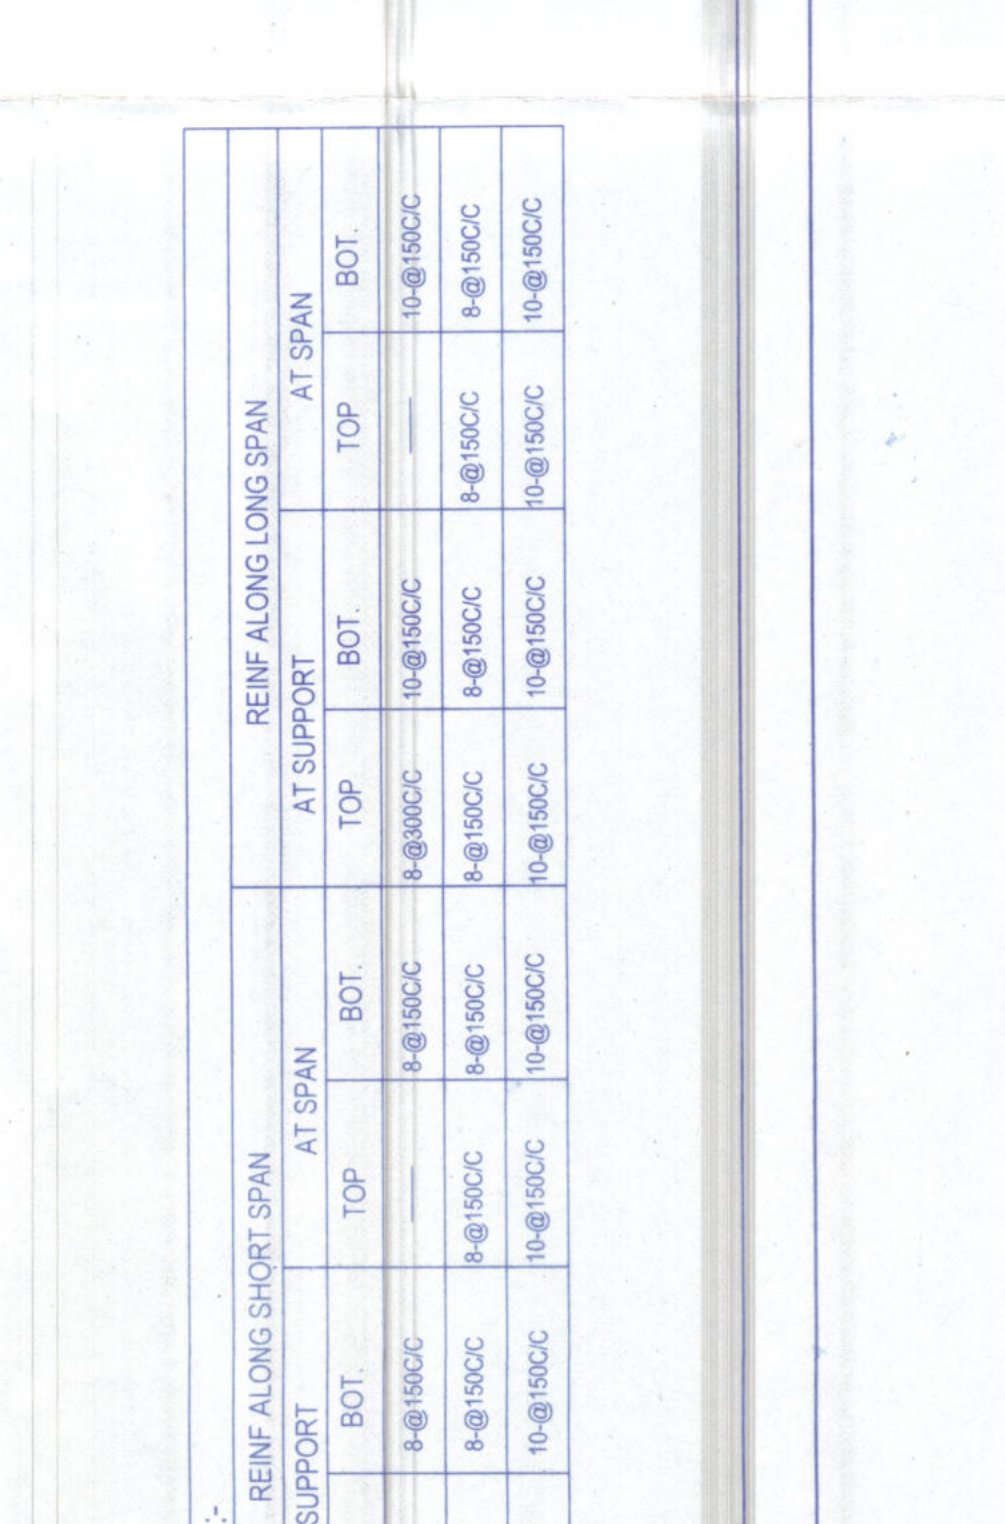 :-
REINF ALONG SHORT SPAN REINF ALONG LONG SPAN
SUPPORT AT SPAN AT SUPPORT AT SPAN
BOT. TOP BOT. TOP BOT. TOP BOT.
8-@150C/C — 8-@150C/C 8-@300C/C 10-@150C/C — 10-@150C/C
8-@150C/C 8-@150C/C 8-@150C/C 8-@150C/C 8-@150C/C 8-@150C/C 8-@150C/C
10-@150C/C 10-@150C/C 10-@150C/C 10-@150C/C 10-@150C/C 10-@150C/C 10-@150C/C